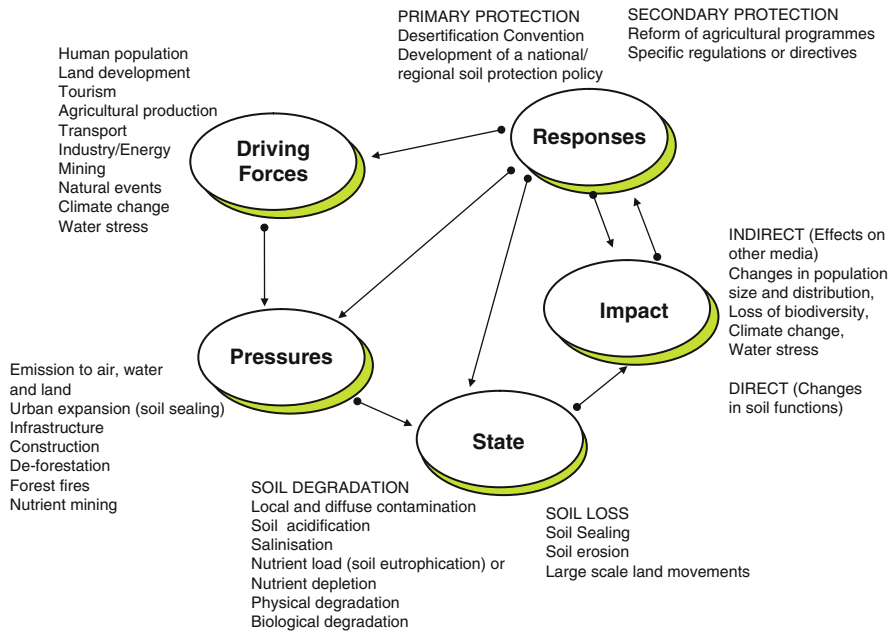 PRIMARY PROTECTION
Desertification Convention
Development of a national/
regional soil protection policy
SECONDARY PROTECTION
Reform of agricultural programmes
Specific regulations or directives
Human population
Land development
Tourism
Agricultural production
Transport
Industry/Energy
Mining
Natural events
Climate change
Water stress
Driving
Forces
Responses
INDIRECT (Effects on
other media)
Changes in population
size and distribution,
Loss of biodiversity,
Climate change,
Water stress
DIRECT (Changes
in soil functions)
Impact
Pressures
Emission to air, water
and land
Urban expansion (soil sealing)
Infrastructure
Construction
De-forestation
Forest fires
Nutrient mining
State
SOIL DEGRADATION
Local and diffuse contamination
Soil acidification
Salinisation
Nutrient load (soil eutrophication) or
Nutrient depletion
Physical degradation
Biological degradation
SOIL LOSS
Soil Sealing
Soil erosion
Large scale land movements